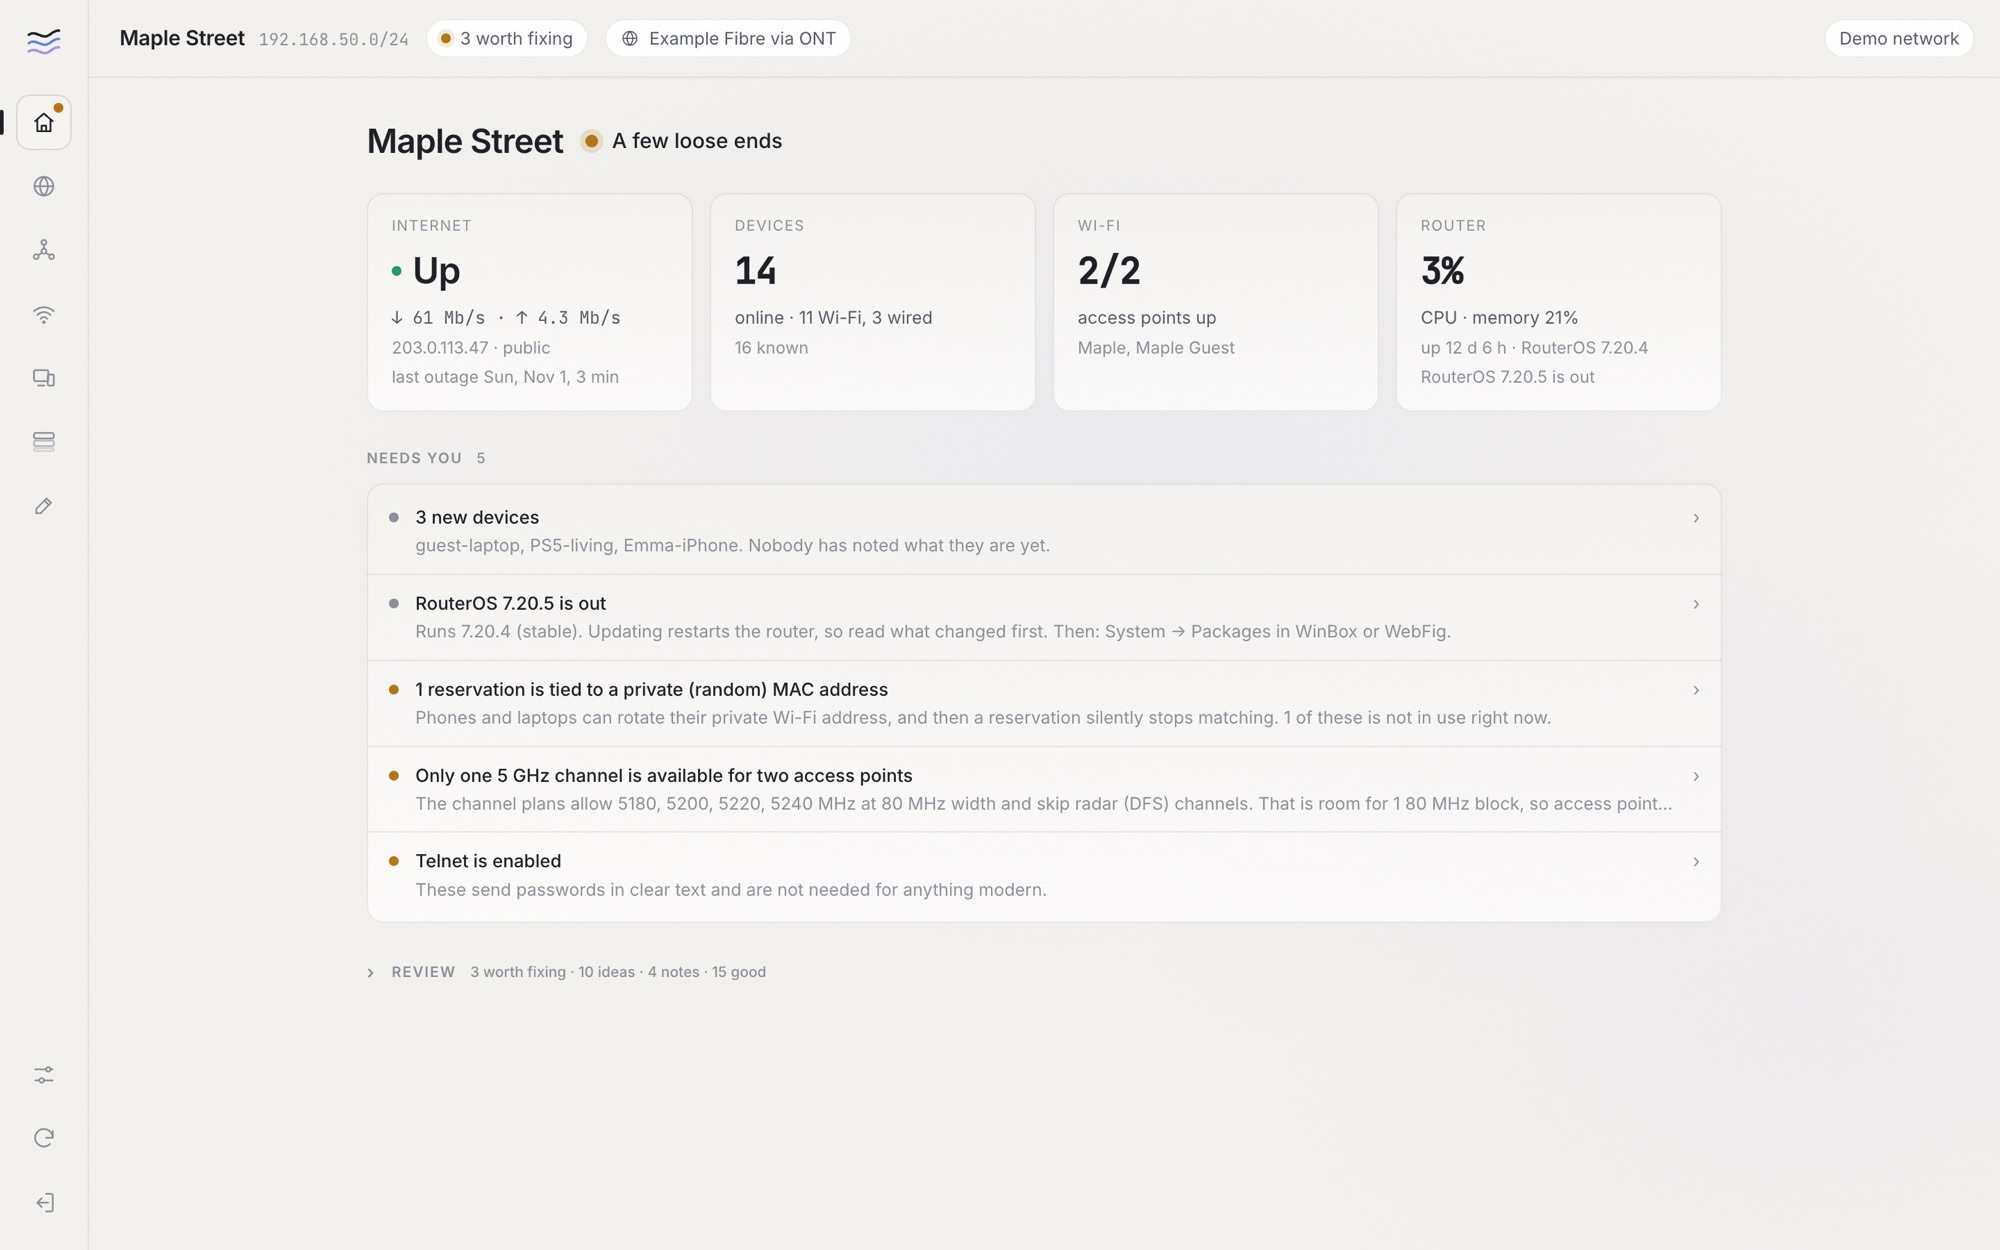 Maple Street 192.168.50.0/24 3 worth fixing Example Fibre via ONT Demo network
Maple Street A few loose ends
INTERNET
Up
↓ 61 Mb/s · ↑ 4.3 Mb/s
203.0.113.47 · public
last outage Sun, Nov 1, 3 min
DEVICES
14
online · 11 Wi-Fi, 3 wired
16 known
WI-FI
2/2
access points up
Maple, Maple Guest
ROUTER
3%
CPU · memory 21%
up 12 d 6 h · RouterOS 7.20.4
RouterOS 7.20.5 is out
NEEDS YOU 5
3 new devices
guest-laptop, PS5-living, Emma-iPhone. Nobody has noted what they are yet.
RouterOS 7.20.5 is out
Runs 7.20.4 (stable). Updating restarts the router, so read what changed first. Then: System → Packages in WinBox or WebFig.
1 reservation is tied to a private (random) MAC address
Phones and laptops can rotate their private Wi-Fi address, and then a reservation silently stops matching. 1 of these is not in use right now.
Only one 5 GHz channel is available for two access points
The channel plans allow 5180, 5200, 5220, 5240 MHz at 80 MHz width and skip radar (DFS) channels. That is room for 1 80 MHz block, so access point...
Telnet is enabled
These send passwords in clear text and are not needed for anything modern.
REVIEW 3 worth fixing · 10 ideas · 4 notes · 15 good